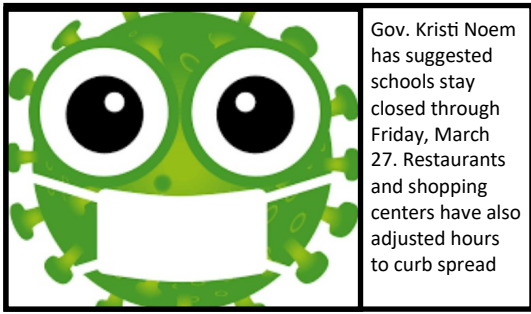 Gov. Kristi Noem
has suggested
schools stay
closed through
Friday, March
27. Restaurants
and shopping
centers have also
adjusted hours
to curb spread